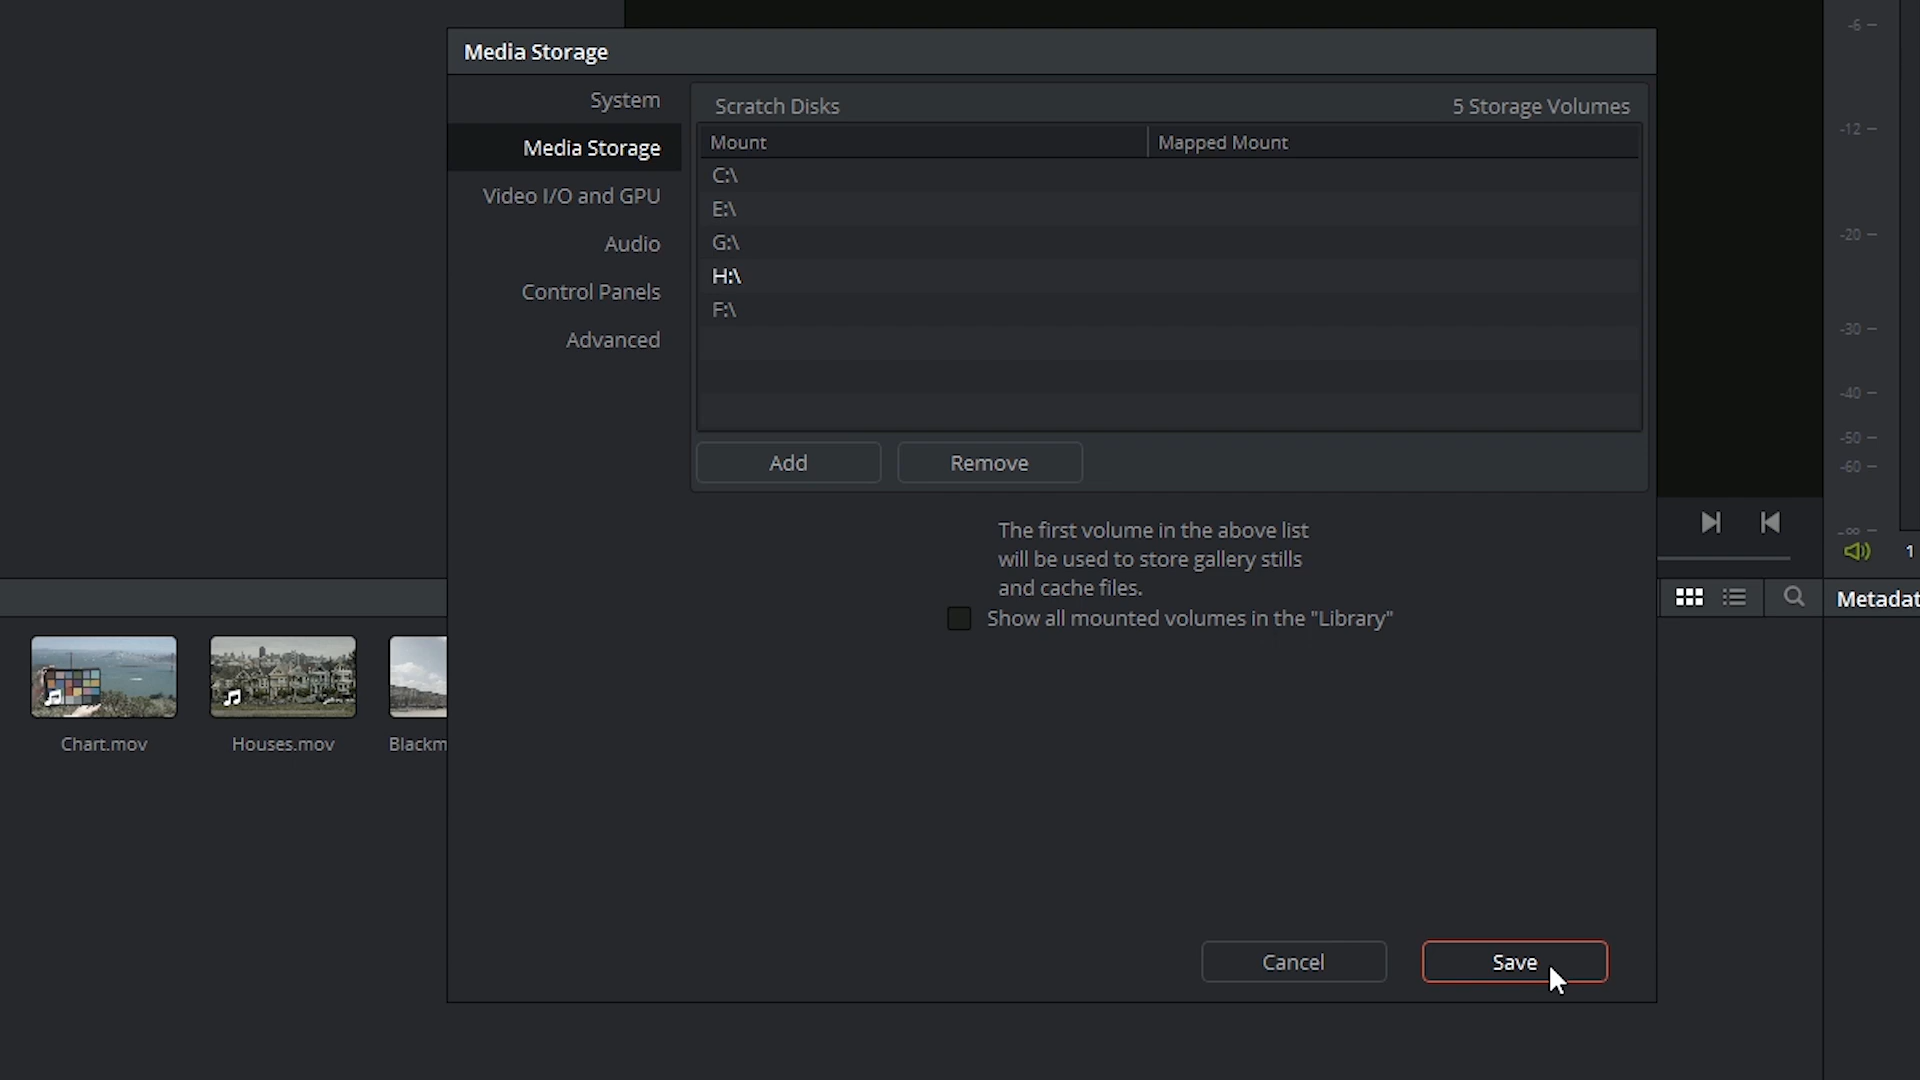 Media Storage
System
Media Storage
Video I/O and GPU
Audio
Control Panels
Advanced
Scratch Disks
5 Storage Volumes
Mount
Mapped Mount
C:\
E:\
G:\
H:\
F:\
Add
Remove
The first volume in the above list
will be used to store gallery stills
and cache files.
Show all mounted volumes in the "Library"
Cancel
Save
-6
-12
-20
-30
-40
-50
-60
-∞
1
Metadat
Chart.mov
Houses.mov
Blackm